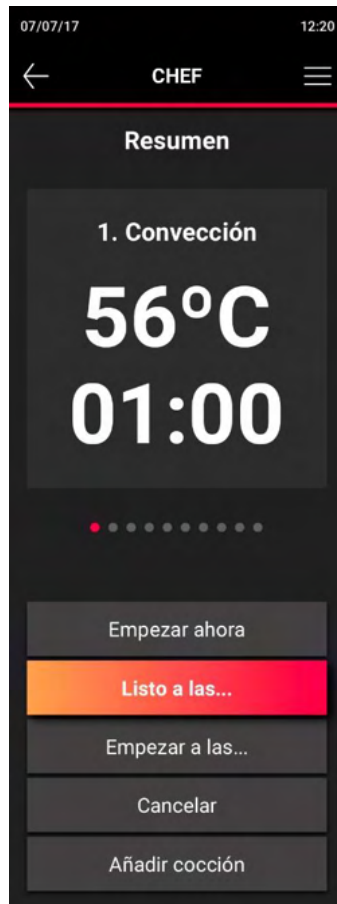 07/07/17 12:20
CHEF
Resumen
1. Convección
56ºC
01:00
Empezar ahora
Listo a las...
Empezar a las...
Cancelar
Añadir cocción